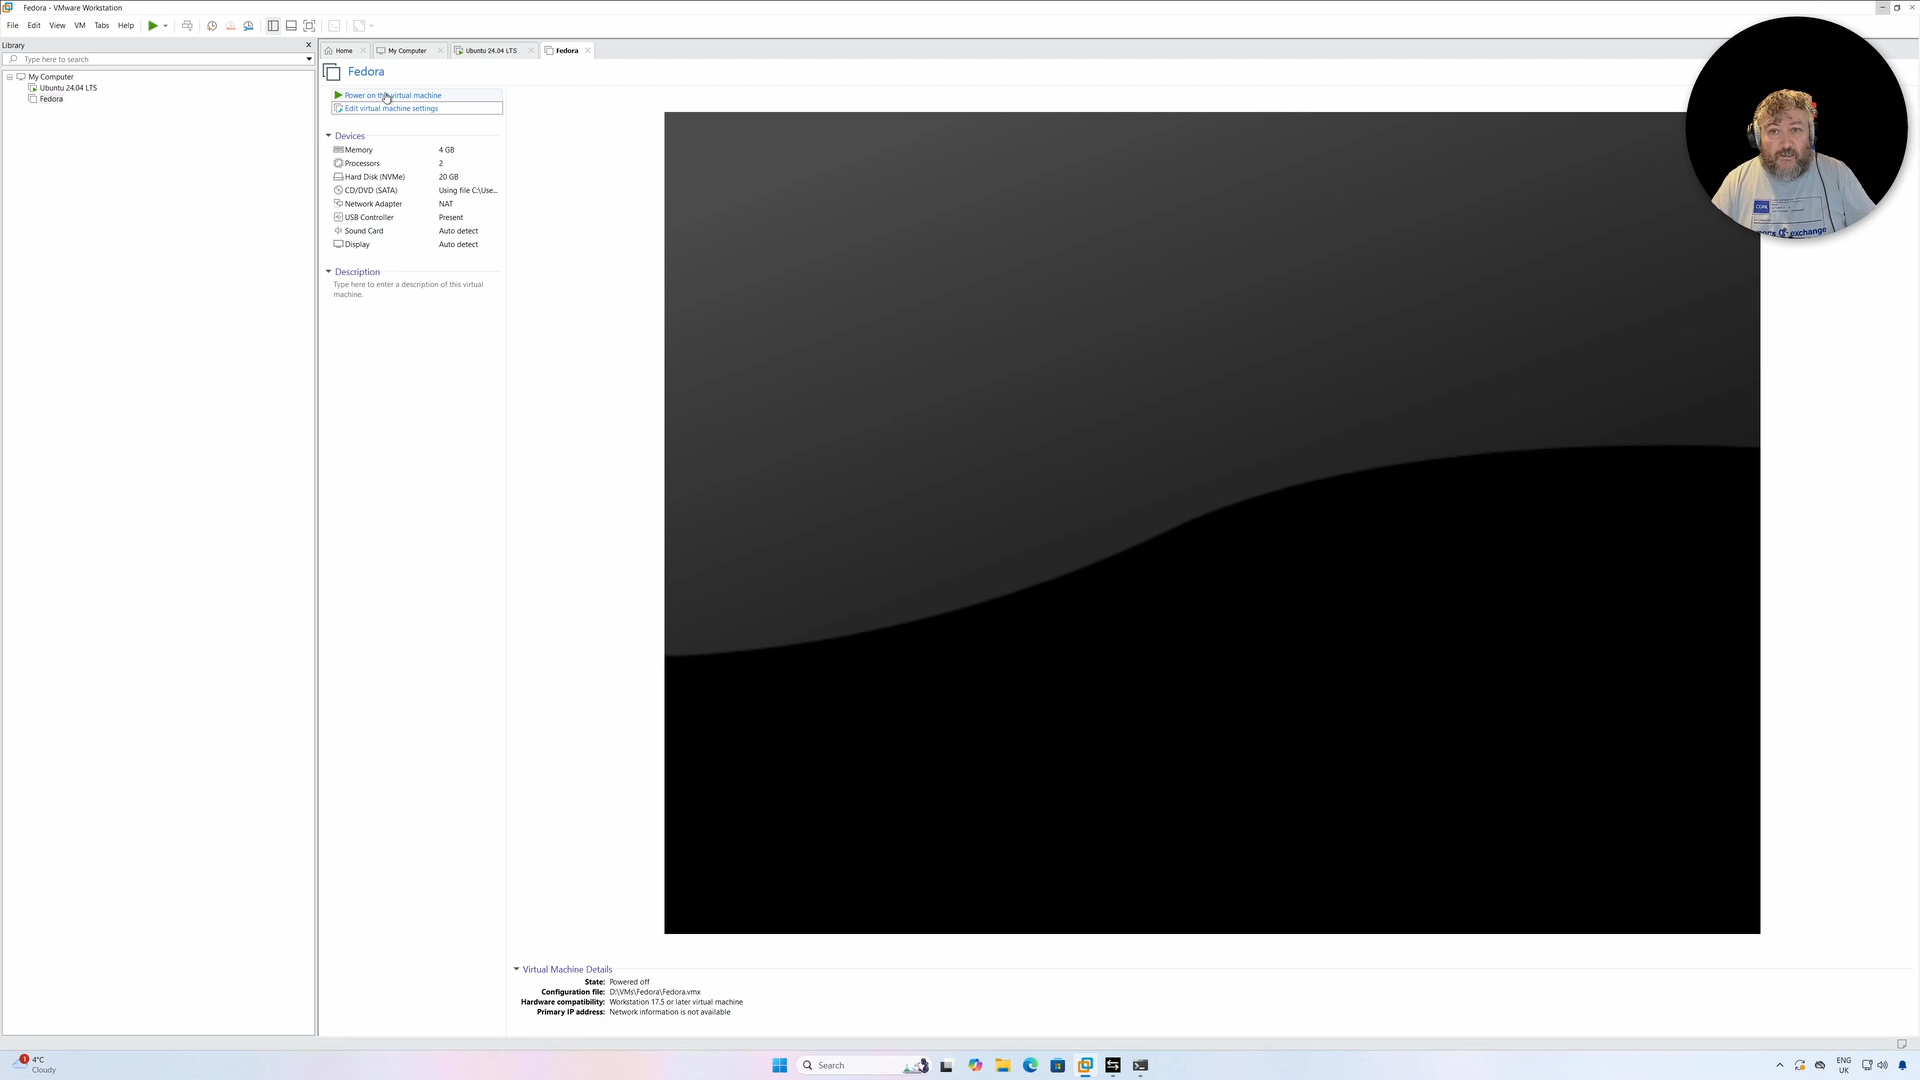 Fedora - VMware Workstation
File Edit View VM Tabs Help
Library
Type here to search
My Computer
Ubuntu 24.04 LTS
Fedora
Home
My Computer
Ubuntu 24.04 LTS
Fedora
Fedora
Power on this virtual machine
Edit virtual machine settings
Devices
Memory 4 GB
Processors 2
Hard Disk (NVMe) 20 GB
CD/DVD (SATA) Using file C:\Use...
Network Adapter NAT
USB Controller Present
Sound Card Auto detect
Display Auto detect
Description
Type here to enter a description of this virtual
machine.
exchange
Virtual Machine Details
State: Powered off
Configuration file: D:\VMs\Fedora\Fedora.vmx
Hardware compatibility: Workstation 17.5 or later virtual machine
Primary IP address: Network information is not available
1
4°C
Cloudy
Search
ENG
UK